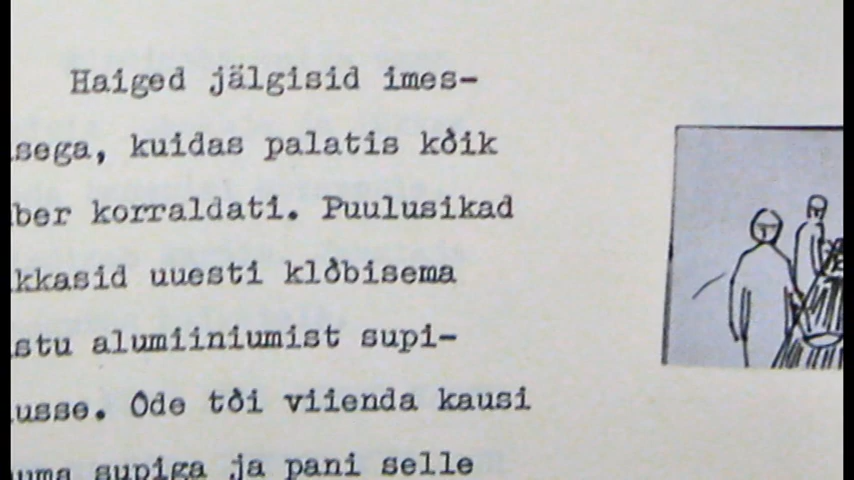 Haiged jälgisid imes-
sega, kuidas palatis kõik
ber korraldati. Puulusikad
kkasid uuesti klõbisema
stu alumiiniumist supi-
usse. Õde tõi viienda kausi
uma supiga ja pani selle